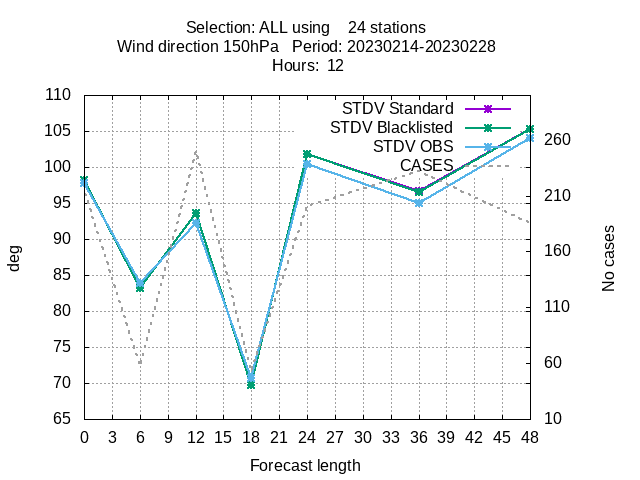 Selection: ALL using    24 stations
Wind direction 150hPa   Period: 20230214-20230228
Hours:  12
110
105
100
95
90
85
80
75
70
65
deg
STDV Standard
STDV Blacklisted
STDV OBS
CASES
260
210
160
110
60
10
No cases
0 3 6 9 12 15 18 21 24 27 30 33 36 39 42 45 48
Forecast length